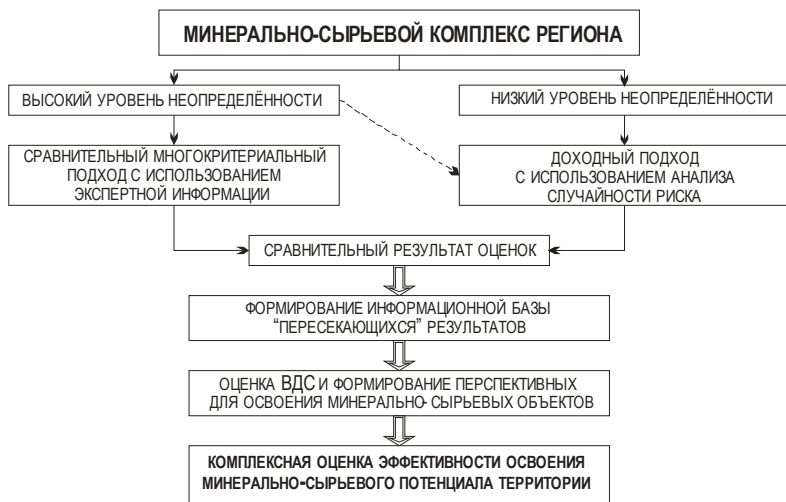 МИНЕРАЛЬНО-СЫРЬЕВОЙ КОМПЛЕКС РЕГИОНА
ВЫСОКИЙ УРОВЕНЬ НЕОПРЕДЕЛЁННОСТИ
НИЗКИЙ УРОВЕНЬ НЕОПРЕДЕЛЁННОСТИ
СРАВНИТЕЛЬНЫЙ МНОГОКРИТЕРИАЛЬНЫЙ
ПОДХОД С ИСПОЛЬЗОВАНИЕМ
ЭКСПЕРТНОЙ ИНФОРМАЦИИ
ДОХОДНЫЙ ПОДХОД
С ИСПОЛЬЗОВАНИЕМ АНАЛИЗА
СЛУЧАЙНОСТИ РИСКА
СРАВНИТЕЛЬНЫЙ РЕЗУЛЬТАТ ОЦЕНОК
ФОРМИРОВАНИЕ ИНФОРМАЦИОННОЙ БАЗЫ
“ПЕРЕСЕКАЮЩИХСЯ” РЕЗУЛЬТАТОВ
ОЦЕНКА ВДС И ФОРМИРОВАНИЕ ПЕРСПЕКТИВНЫХ
ДЛЯ ОСВОЕНИЯ МИНЕРАЛЬНО-СЫРЬЕВЫХ ОБЪЕКТОВ
КОМПЛЕКСНАЯ ОЦЕНКА ЭФФЕКТИВНОСТИ ОСВОЕНИЯ
МИНЕРАЛЬНО-СЫРЬЕВОГО ПОТЕНЦИАЛА ТЕРРИТОРИИ